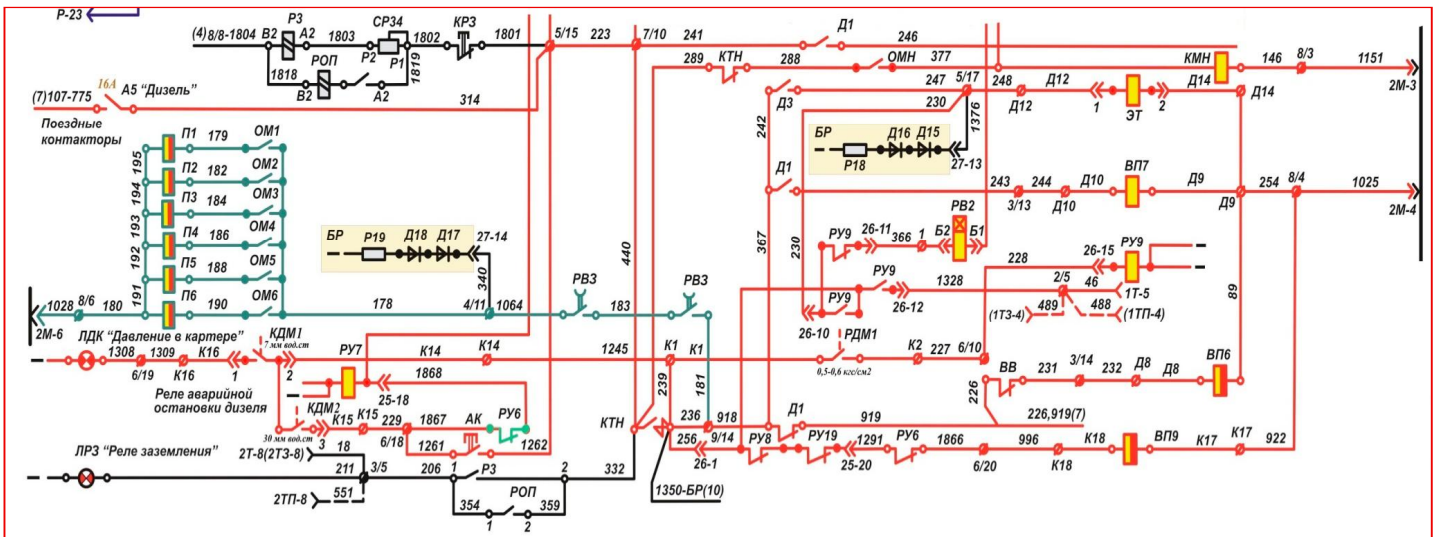 Р-23
(4) 8/8-1804 В2 РЗ А2 1803 СР34 1802 КРЗ 1801 5/15 223 7/10 241 Д1 246
Р2 Р1
1818 РОП 1819
В2 А2
289 КТН 288 ОМН 377 КМН 146 8/3 1151
2М-3
16А
(7)107-775 А5 "Дизель" 314
Поездные
контакторы
242 Д3 247 5/17 248 Д12 Д12 1 ЭТ 2 Д14 Д14
230 1376
БР Р18 Д16 Д15 27-13
195 П1 179 ОМ1
194 П2 182 ОМ2
193 П3 184 ОМ3
192 П4 186 ОМ4
191 П5 188 ОМ5
П6 190 ОМ6
БР Р19 Д18 Д17 27-14
340
440
Д1 243 3/13 244 Д10 Д10 ВП7 Д9 Д9 254 8/4 1025
2М-4
367 230
РУ9 26-11 366 1 Б2 РВ2 Б1
228 26-15 РУ9
РУ9 26-12 1328 2/5 46 1Т-5
489 488
(1ТЗ-4) (1ТП-4)
26-10 РУ9
89
1028 8/6 180 178 4/11 1064 РВ3 183 РВ3
2М-6
ЛДК "Давление в картере"
1308 6/19 1309 К16 К16 1 КДМ1 2
7 мм вод.ст
К14 К14 1245 К1 К1
РДМ1
0,5-0,6 кгс/см2
К2 227 6/10
РУ7 1868
25-18
239 181
Реле аварийной
остановки дизеля
КДМ2 3 К15 К15 229 6/18 1867 АК РУ6
30 мм вод.ст
1261 1262
226 ВВ 231 3/14 232 Д8 Д8 ВП6
КТН 236 918 Д1 919 226,919(7)
256 9/14 26-1 РУ8 РУ19 1291 25-20 РУ6 1866 6/20 996 К18 К18 ВП9 К17 К17 922
ЛРЗ "Реле заземления"
2Т-8(2ТЗ-8) 18
211 3/5 206 1 РЗ 2 332
2ТП-8 551
354 РОП 359
1 2
1350-БР(10)